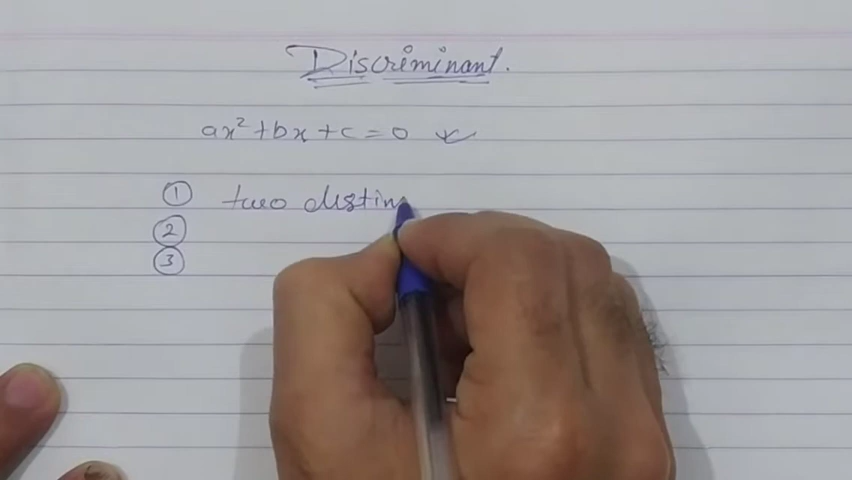 Discriminant.
ax² + bx + c = 0
① two distin
②
③